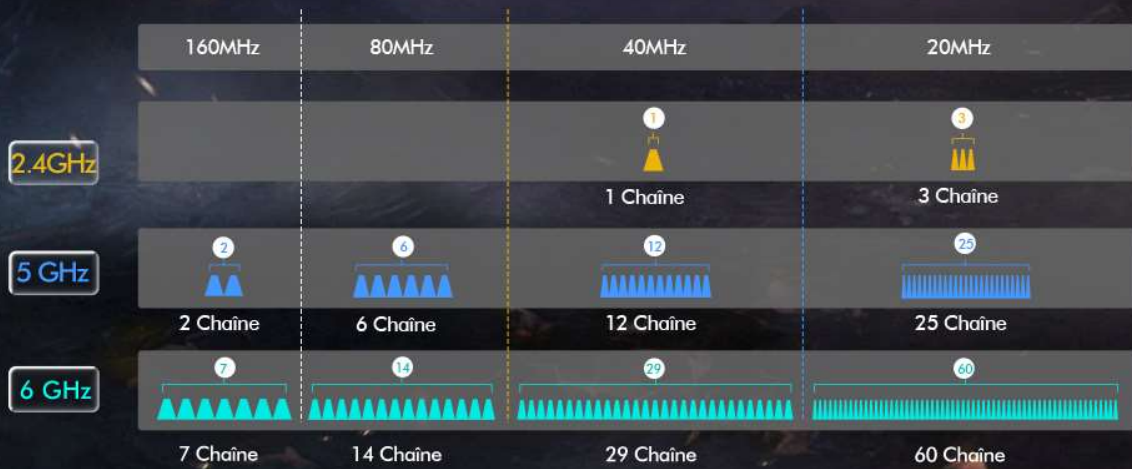 160MHz 80MHz 40MHz 20MHz
1 3
2.4GHz
1 Chaîne 3 Chaîne
2 6 12 25
5 GHz
2 Chaîne 6 Chaîne 12 Chaîne 25 Chaîne
7 14 29 60
6 GHz
7 Chaîne 14 Chaîne 29 Chaîne 60 Chaîne